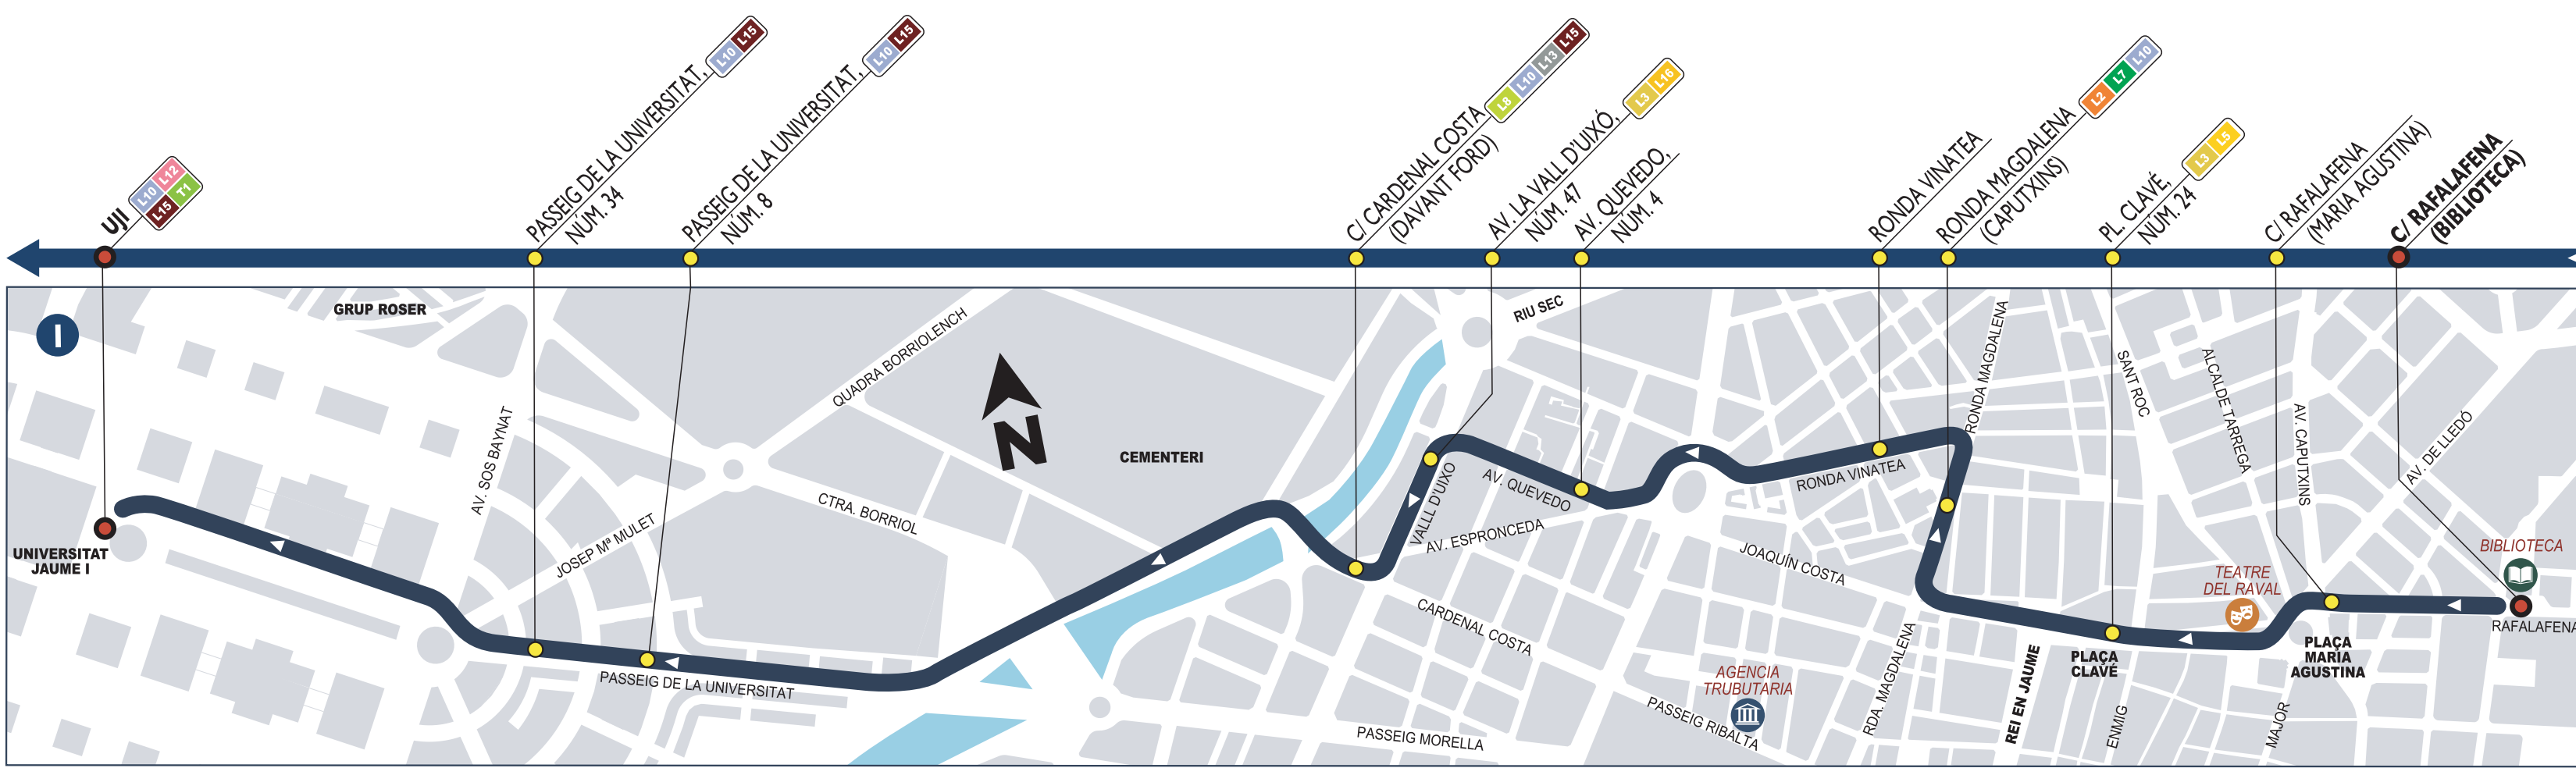 UJI
L10 L12
L15 T1
PASSEIG DE LA UNIVERSITAT,
NÚM. 34
L10 L15
PASSEIG DE LA UNIVERSITAT,
NÚM. 8
L10 L15
C/ CARDENAL COSTA
(DAVANT FORD)
L8 L10 L13 L15
AV. LA VALL D'UIXÓ,
NÚM. 47
L3 L16
AV. QUEVEDO,
NÚM. 4
RONDA VINATEA
RONDA MAGDALENA
(CAPUTXINS)
L2 L7 L10
PL. CLAVÉ,
NÚM. 24
L3 L5
C/ RAFALAFENA
(MARIA AGUSTINA)
C/ RAFALAFENA
(BIBLIOTECA)
I
GRUP ROSER
QUADRA BORRIOLENCH
N
CEMENTERI
RIU SEC
AV. SOS BAYNAT
JOSEP Mª MULET
CTRA. BORRIOL
UNIVERSITAT
JAUME I
PASSEIG DE LA UNIVERSITAT
VALLL D'UIXO
AV. QUEVEDO
AV. ESPRONCEDA
CARDENAL COSTA
PASSEIG MORELLA
RONDA VINATEA
RONDA MAGDALENA
JOAQUÍN COSTA
AGENCIA
TRUBUTARIA
PASSEIG RIBALTA
RDA. MAGDALENA
REI EN JAUME
SANT ROC
ALCALDE TARREGA
AV. CAPUTXINS
AV. DE LLEDÓ
PLAÇA
CLAVÉ
ENMIG
TEATRE
DEL RAVAL
MAJOR
PLAÇA
MARIA
AGUSTINA
BIBLIOTECA
RAFALAFENA